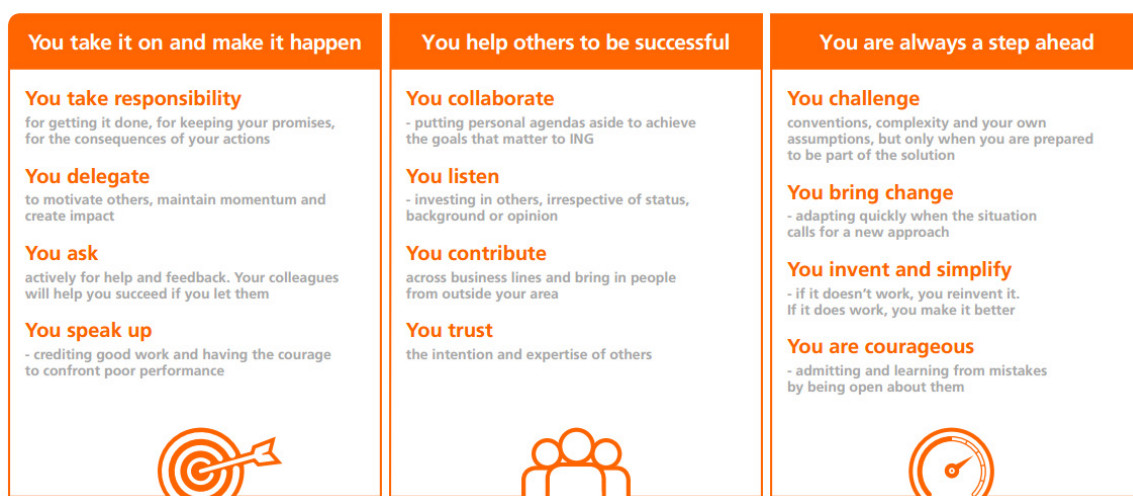 You take it on and make it happen
You take responsibility
for getting it done, for keeping your promises,
for the consequences of your actions
You delegate
to motivate others, maintain momentum and
create impact
You ask
actively for help and feedback. Your colleagues
will help you succeed if you let them
You speak up
- crediting good work and having the courage
to confront poor performance
You help others to be successful
You collaborate
- putting personal agendas aside to achieve
the goals that matter to ING
You listen
- investing in others, irrespective of status,
background or opinion
You contribute
across business lines and bring in people
from outside your area
You trust
the intention and expertise of others
You are always a step ahead
You challenge
conventions, complexity and your own
assumptions, but only when you are prepared
to be part of the solution
You bring change
- adapting quickly when the situation
calls for a new approach
You invent and simplify
- if it doesn’t work, you reinvent it.
If it does work, you make it better
You are courageous
- admitting and learning from mistakes
by being open about them